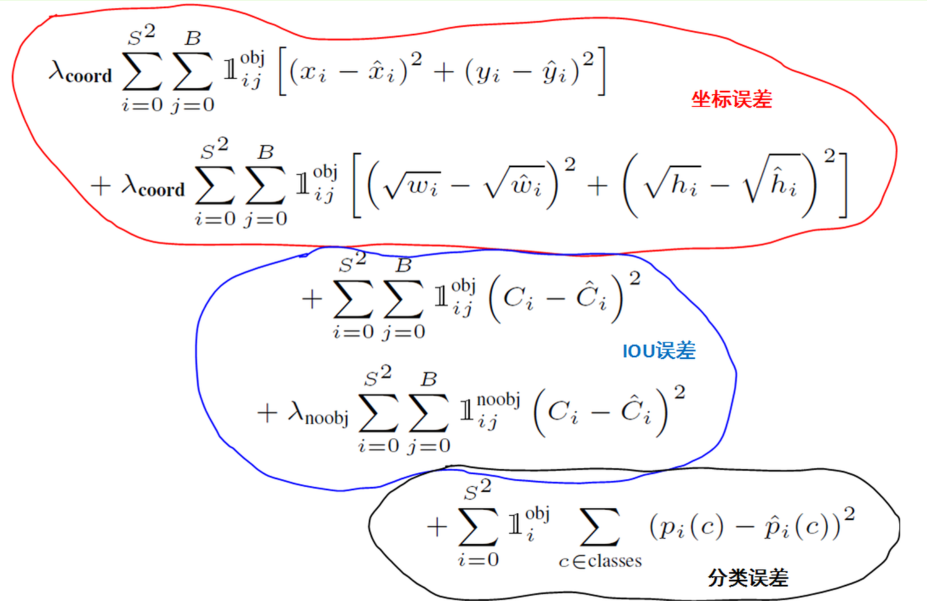 $\lambda_{\textbf{coord}} \sum_{i=0}^{S^2} \sum_{j=0}^{B} \mathbb{1}_{ij}^{\text{obj}} \left[ (x_i - \hat{x}_i)^2 + (y_i - \hat{y}_i)^2 \right]$
坐标误差
$+ \lambda_{\textbf{coord}} \sum_{i=0}^{S^2} \sum_{j=0}^{B} \mathbb{1}_{ij}^{\text{obj}} \left[ \left( \sqrt{w_i} - \sqrt{\hat{w}_i} \right)^2 + \left( \sqrt{h_i} - \sqrt{\hat{h}_i} \right)^2 \right]$
$+ \sum_{i=0}^{S^2} \sum_{j=0}^{B} \mathbb{1}_{ij}^{\text{obj}} \left( C_i - \hat{C}_i \right)^2$
IOU误差
$+ \lambda_{\text{noobj}} \sum_{i=0}^{S^2} \sum_{j=0}^{B} \mathbb{1}_{ij}^{\text{noobj}} \left( C_i - \hat{C}_i \right)^2$
$+ \sum_{i=0}^{S^2} \mathbb{1}_{i}^{\text{obj}} \sum_{c \in \text{classes}} (p_i(c) - \hat{p}_i(c))^2$
分类误差